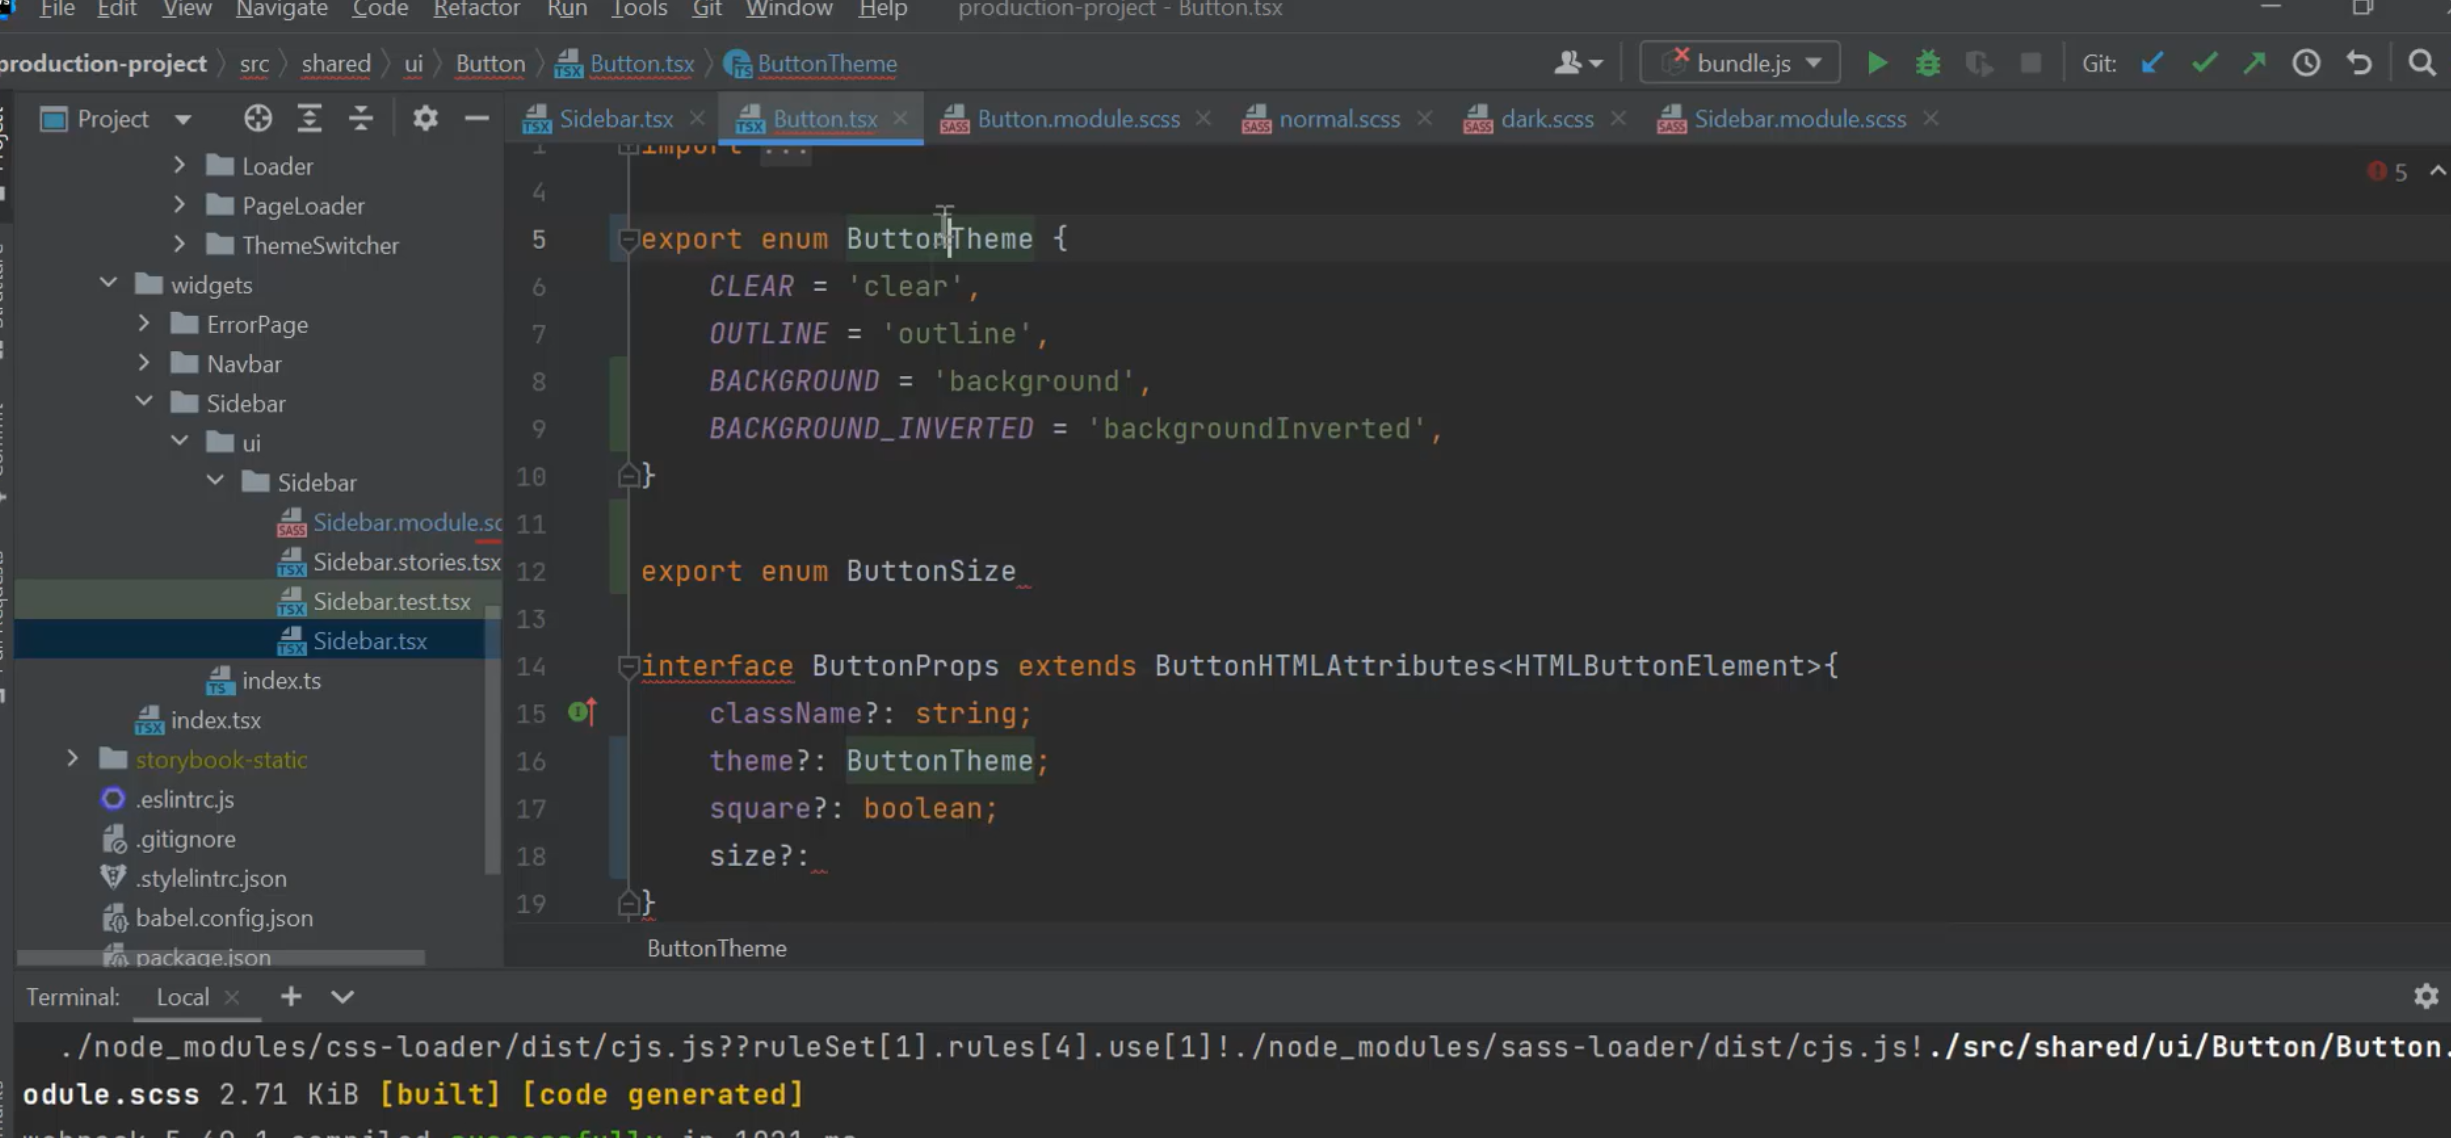 File Edit View Navigate Code Refactor Run Tools Git Window Help production-project - Button.tsx
production-project src shared ui Button Button.tsx ButtonTheme bundle.js Git:
Project Sidebar.tsx Button.tsx Button.module.scss normal.scss dark.scss Sidebar.module.scss
Loader
PageLoader
ThemeSwitcher
widgets
ErrorPage
Navbar
Sidebar
ui
Sidebar
Sidebar.module.sc
Sidebar.stories.tsx
Sidebar.test.tsx
Sidebar.tsx
index.ts
index.tsx
storybook-static
.eslintrc.js
.gitignore
.stylelintrc.json
babel.config.json
package.json
1 import ...
5
4
5 export enum ButtonTheme {
6 CLEAR = 'clear',
7 OUTLINE = 'outline',
8 BACKGROUND = 'background',
9 BACKGROUND_INVERTED = 'backgroundInverted',
10 }
11
12 export enum ButtonSize
13
14 interface ButtonProps extends ButtonHTMLAttributes<HTMLButtonElement>{
15 className?: string;
16 theme?: ButtonTheme;
17 square?: boolean;
18 size?:
19 }
ButtonTheme
Terminal: Local
./node_modules/css-loader/dist/cjs.js??ruleSet[1].rules[4].use[1]!./node_modules/sass-loader/dist/cjs.js!./src/shared/ui/Button/Button.
odule.scss 2.71 KiB [built] [code generated]
compiled successfully in